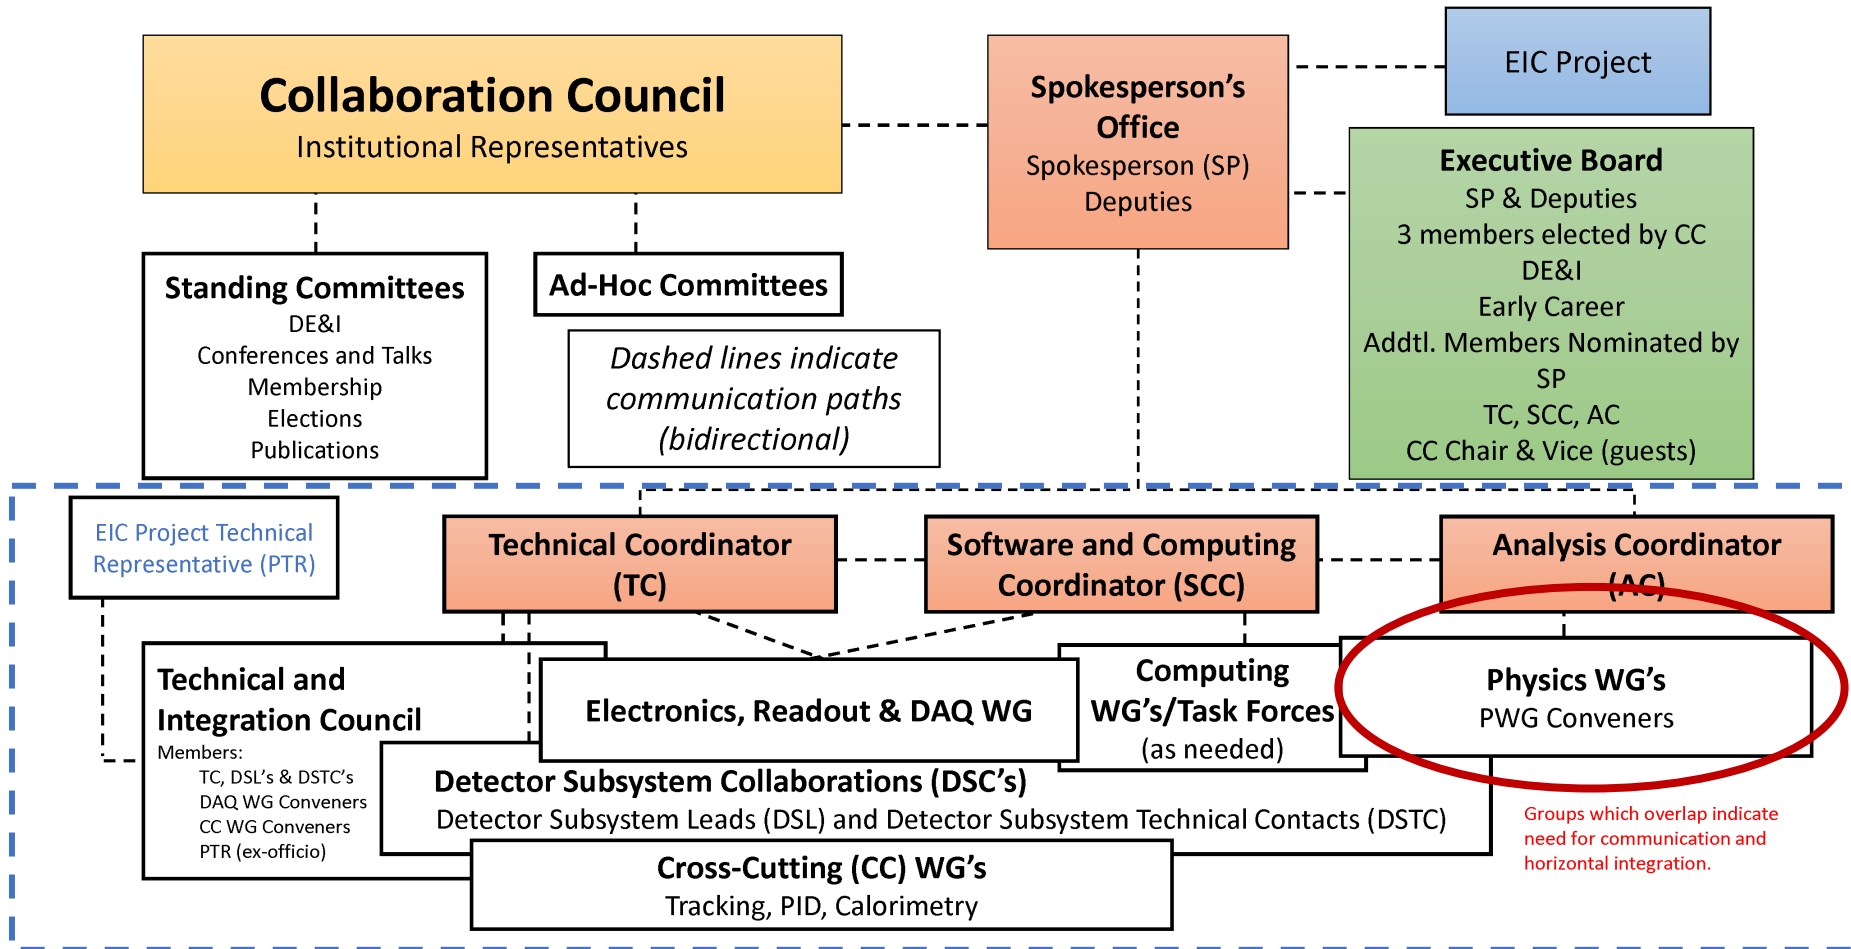 Collaboration Council
Institutional Representatives
Spokesperson’s
Office
Spokesperson (SP)
Deputies
EIC Project
Executive Board
SP & Deputies
3 members elected by CC
DE&I
Early Career
Addtl. Members Nominated by
SP
TC, SCC, AC
CC Chair & Vice (guests)
Standing Committees
DE&I
Conferences and Talks
Membership
Elections
Publications
Ad-Hoc Committees
Dashed lines indicate
communication paths
(bidirectional)
EIC Project Technical
Representative (PTR)
Technical Coordinator
(TC)
Software and Computing
Coordinator (SCC)
Analysis Coordinator
(AC)
Technical and
Integration Council
Members:
TC, DSL’s & DSTC’s
DAQ WG Conveners
CC WG Conveners
PTR (ex-officio)
Electronics, Readout & DAQ WG
Computing
WG’s/Task Forces
(as needed)
Physics WG’s
PWG Conveners
Detector Subsystem Collaborations (DSC’s)
Detector Subsystem Leads (DSL) and Detector Subsystem Technical Contacts (DSTC)
Cross-Cutting (CC) WG’s
Tracking, PID, Calorimetry
Groups which overlap indicate
need for communication and
horizontal integration.